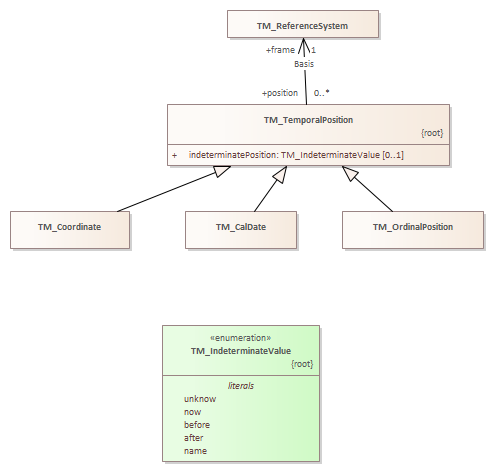 TM_ReferenceSystem
+frame 1
Basis
+position 0..*
TM_TemporalPosition
{root}
+ indeterminatePosition: TM_IndeterminateValue [0..1]
TM_Coordinate
TM_CalDate
TM_OrdinalPosition
«enumeration»
TM_IndeterminateValue
{root}
literals
unknow
now
before
after
name